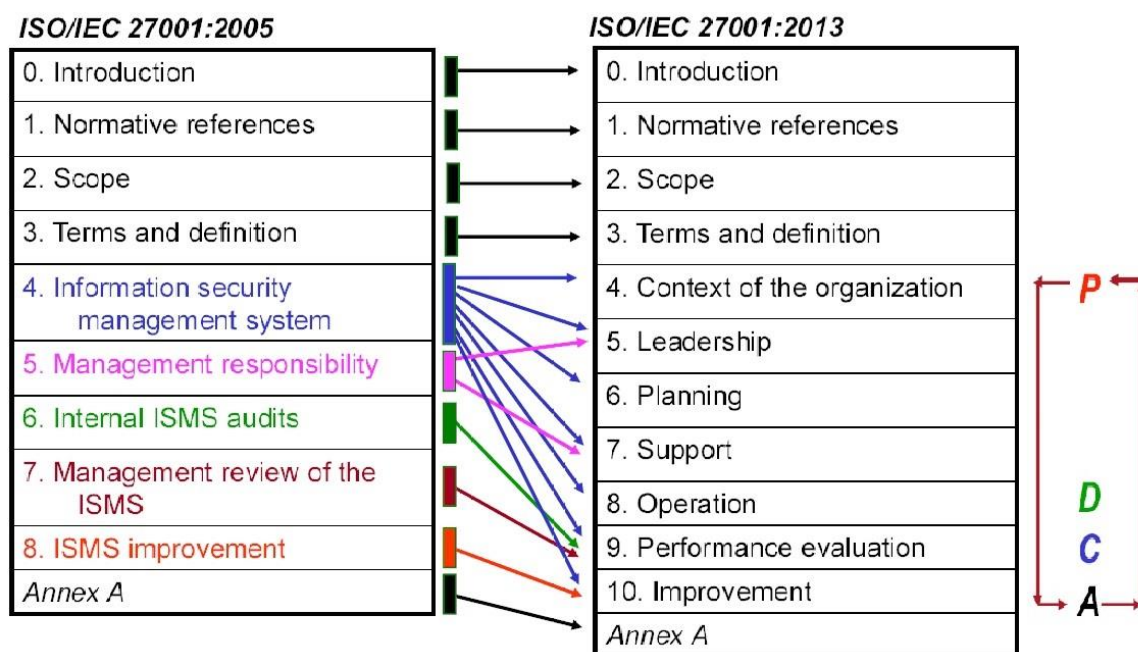 ISO/IEC 27001:2005
0. Introduction
1. Normative references
2. Scope
3. Terms and definition
4. Information security
management system
5. Management responsibility
6. Internal ISMS audits
7. Management review of the
ISMS
8. ISMS improvement
Annex A
ISO/IEC 27001:2013
0. Introduction
1. Normative references
2. Scope
3. Terms and definition
4. Context of the organization
5. Leadership
6. Planning
7. Support
8. Operation
9. Performance evaluation
10. Improvement
Annex A
P
D
C
A